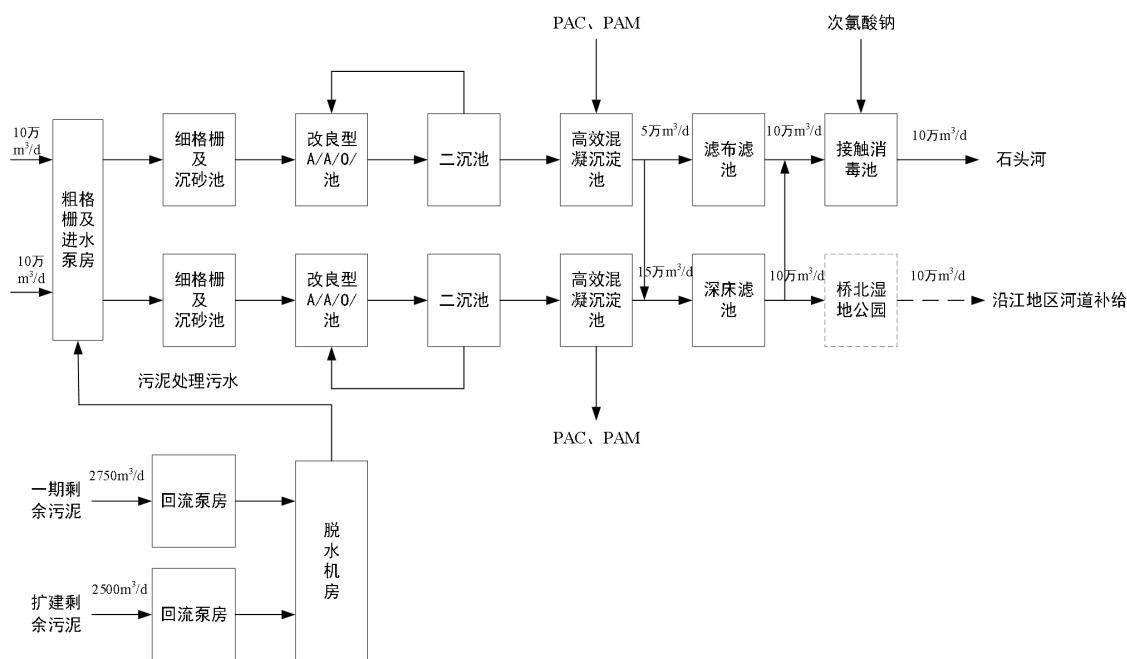 PAC、PAM
次氯酸钠
10万
m³/d
细格栅
及
沉砂池
改良型
A/A/O/
池
二沉池
高效混
凝沉淀
池
5万m³/d
滤布滤
池
10万m³/d
接触消
毒池
10万m³/d
石头河
粗格
栅及
进水
泵房
10万
m³/d
细格栅
及
沉砂池
改良型
A/A/O/
池
二沉池
高效混
凝沉淀
池
15万m³/d
深床滤
池
10万m³/d
桥北湿
地公园
10万m³/d
沿江地区河道补给
污泥处理污水
PAC、PAM
一期剩
余污泥
2750m³/d
回流泵房
脱
水
机
房
扩建剩
余污泥
2500m³/d
回流泵房